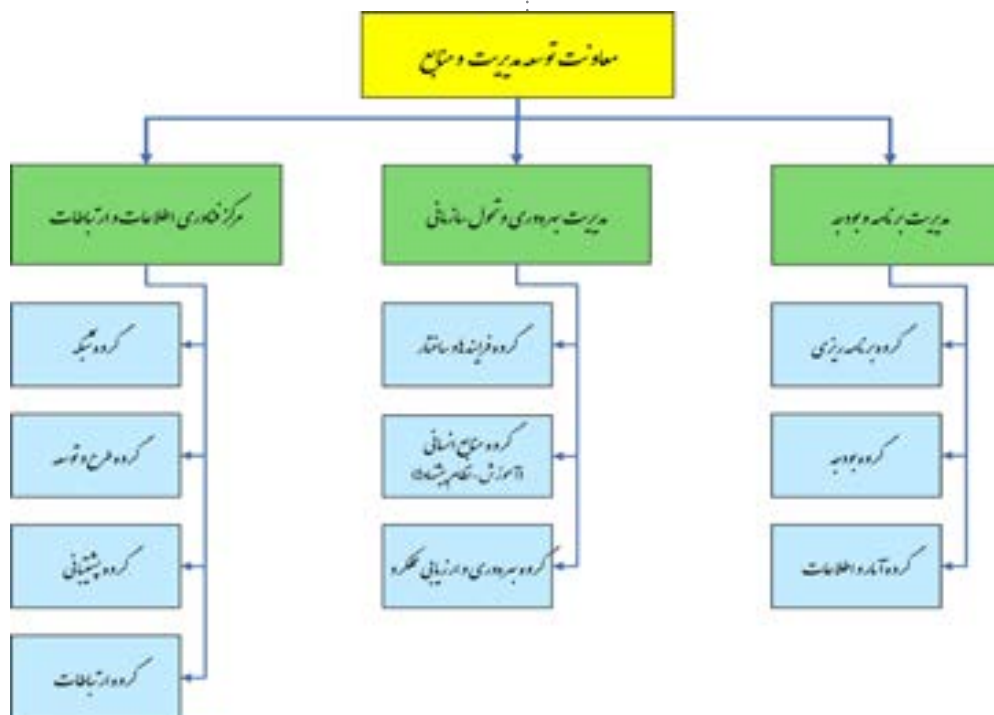 معاونت توسعه مدیریت و منابع
مدیریت برنامه و بودجه
گروه برنامه ریزی
گروه بودجه
گروه آمار و اطلاعات
مدیریت بهره‌وری و تحول سازمانی
گروه فرایندها و ساختار
گروه منابع انسانی
(آموزش، نظام پیشنهادات)
گروه بهره‌وری و ارزیابی عملکرد
مرکز فناوری اطلاعات و ارتباطات
گروه شبکه
گروه طرح و توسعه
گروه پشتیبانی
گروه ارتباطات